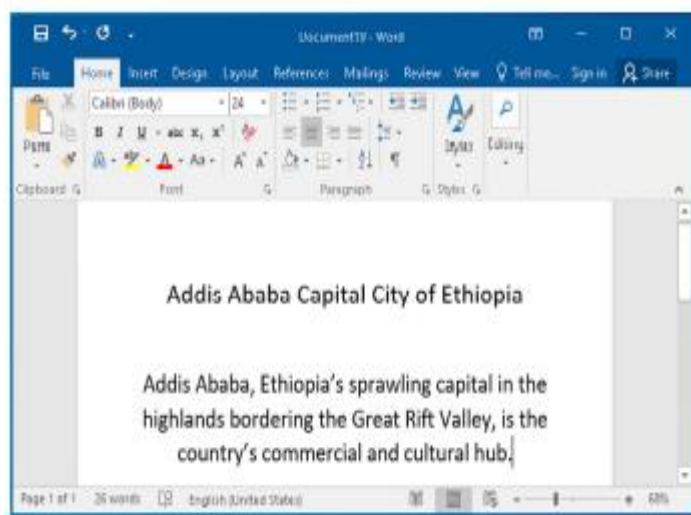 Document19 - Word
File Home Insert Design Layout References Mailings Review View Tell me... Sign in Share
Calibri (Body) 24
B I U abc x, x²
Paste Aa A A Styles Editing
Clipboard Font Paragraph Styles
Addis Ababa Capital City of Ethiopia
Addis Ababa, Ethiopia's sprawling capital in the
highlands bordering the Great Rift Valley, is the
country's commercial and cultural hub.
Page 1 of 1 26 words English (United States)